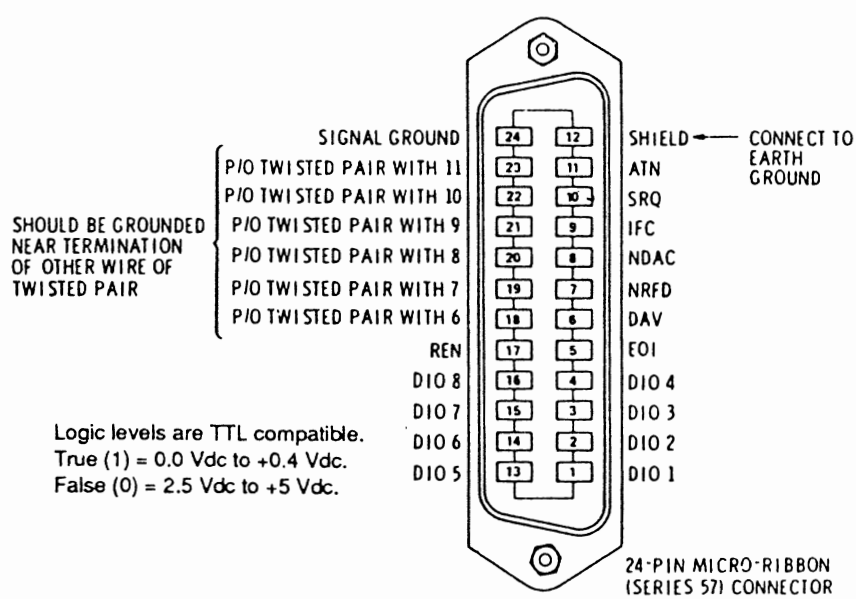 SIGNAL GROUND 24 12 SHIELD
P/O TWISTED PAIR WITH 11 23 11 ATN
P/O TWISTED PAIR WITH 10 22 10 SRQ
P/O TWISTED PAIR WITH 9 21 9 IFC
P/O TWISTED PAIR WITH 8 20 8 NDAC
P/O TWISTED PAIR WITH 7 19 7 NRFD
P/O TWISTED PAIR WITH 6 18 6 DAV
REN 17 5 EOI
DIO 8 16 4 DIO 4
DIO 7 15 3 DIO 3
DIO 6 14 2 DIO 2
DIO 5 13 1 DIO 1
CONNECT TO
EARTH
GROUND
SHOULD BE GROUNDED
NEAR TERMINATION
OF OTHER WIRE OF
TWISTED PAIR
Logic levels are TTL compatible.
True (1) = 0.0 Vdc to +0.4 Vdc.
False (0) = 2.5 Vdc to +5 Vdc.
24-PIN MICRO-RIBBON
(SERIES 57) CONNECTOR